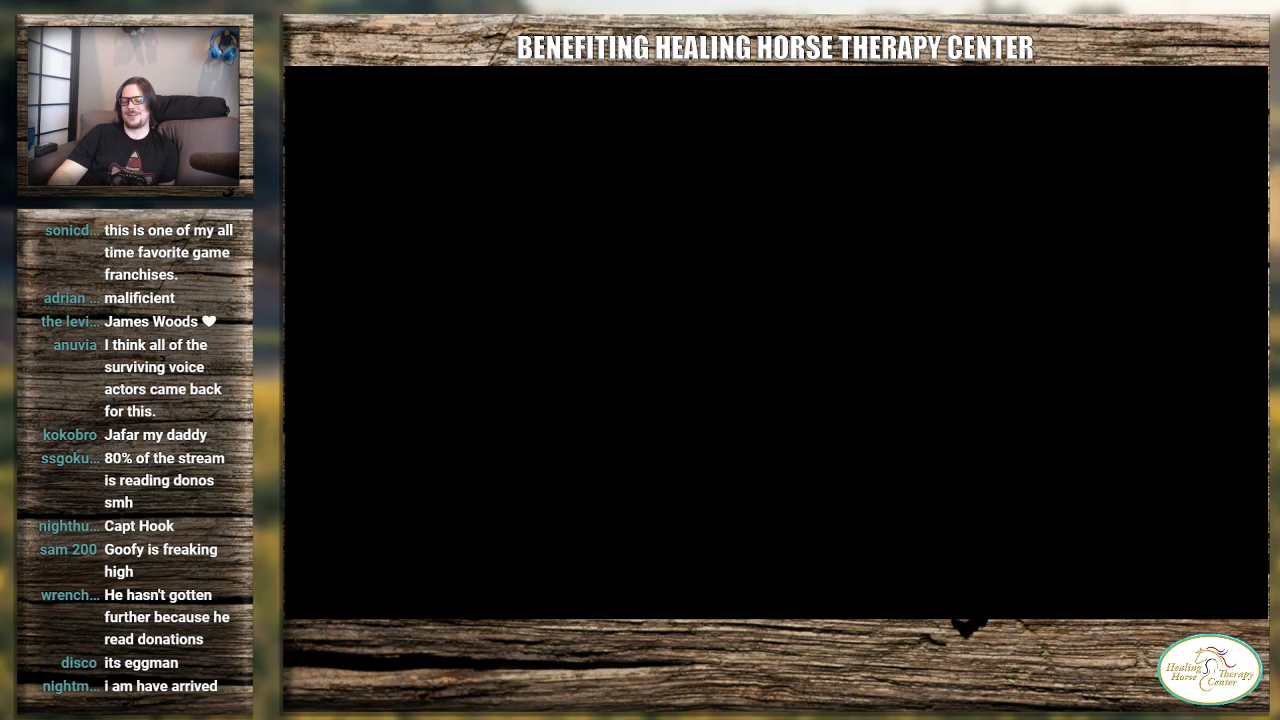 BENEFITING HEALING HORSE THERAPY CENTER
sonicd... this is one of my all
time favorite game
franchises.
adrian ... malificient
the levi... James Woods 🤍
anuvia I think all of the
surviving voice
actors came back
for this.
kokobro Jafar my daddy
ssgoku... 80% of the stream
is reading donos
smh
nighthu... Capt Hook
sam 200 Goofy is freaking
high
wrench... He hasn't gotten
further because he
read donations
disco its eggman
nightm... i am have arrived
Healing
Horse Therapy
Center